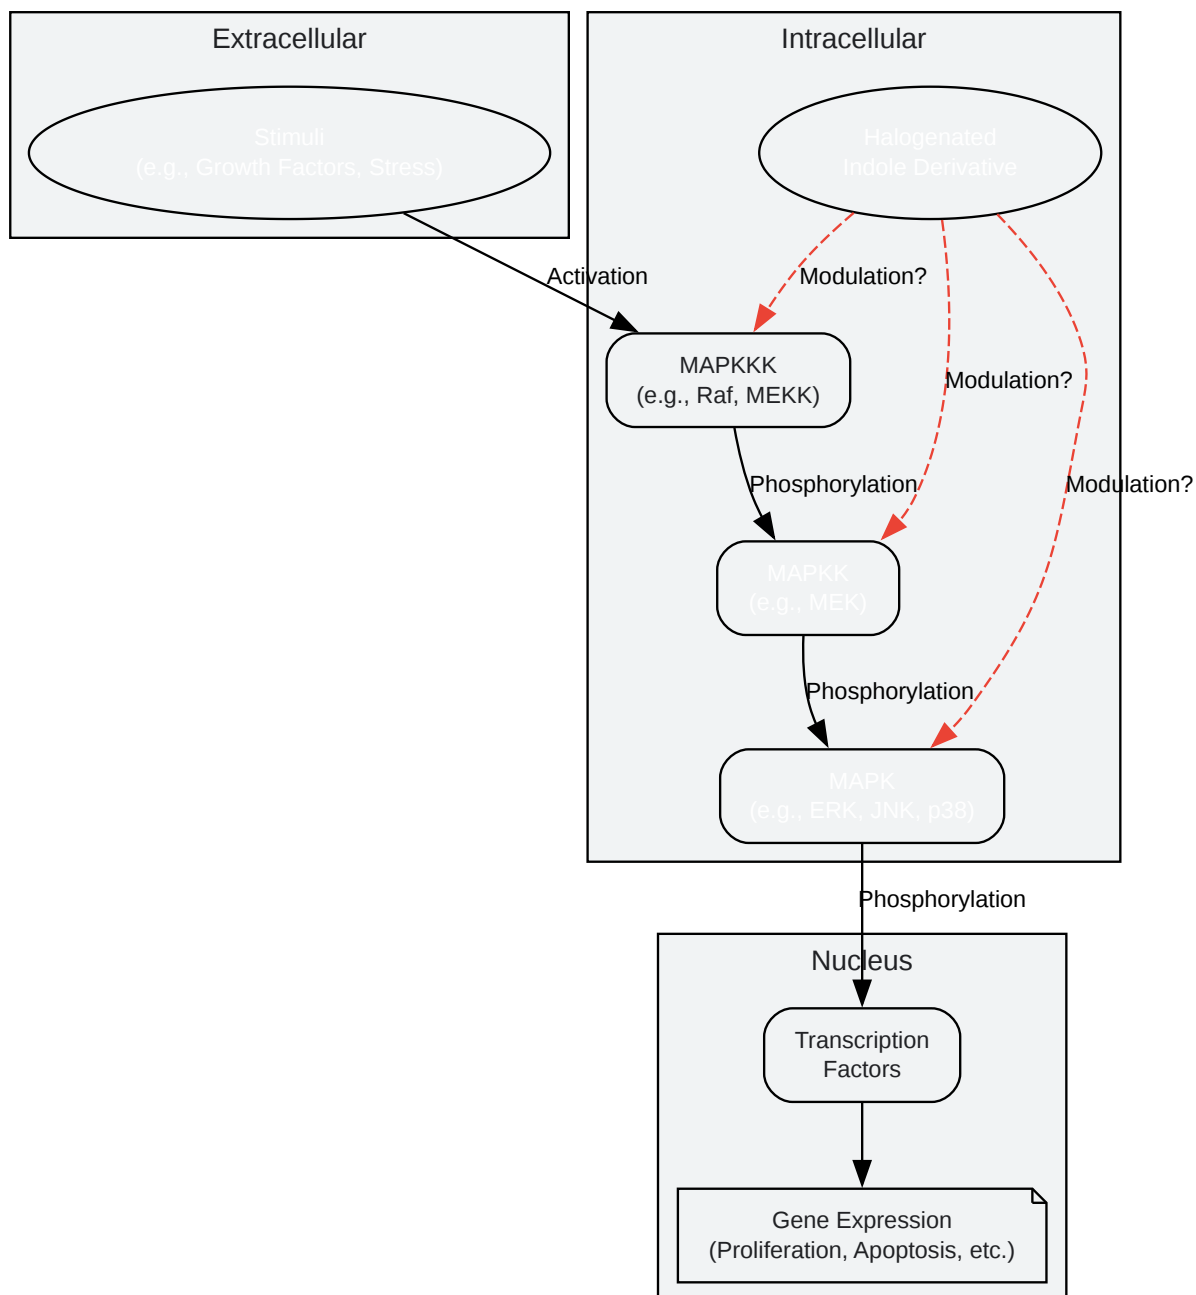 Extracellular
Stimuli
(e.g., Growth Factors, Stress)
Intracellular
Halogenated
Indole Derivative
Activation
Modulation?
MAPKKK
(e.g., Raf, MEKK)
Modulation?
Phosphorylation
Modulation?
MAPKK
(e.g., MEK)
Phosphorylation
MAPK
(e.g., ERK, JNK, p38)
Phosphorylation
Nucleus
Transcription
Factors
Gene Expression
(Proliferation, Apoptosis, etc.)